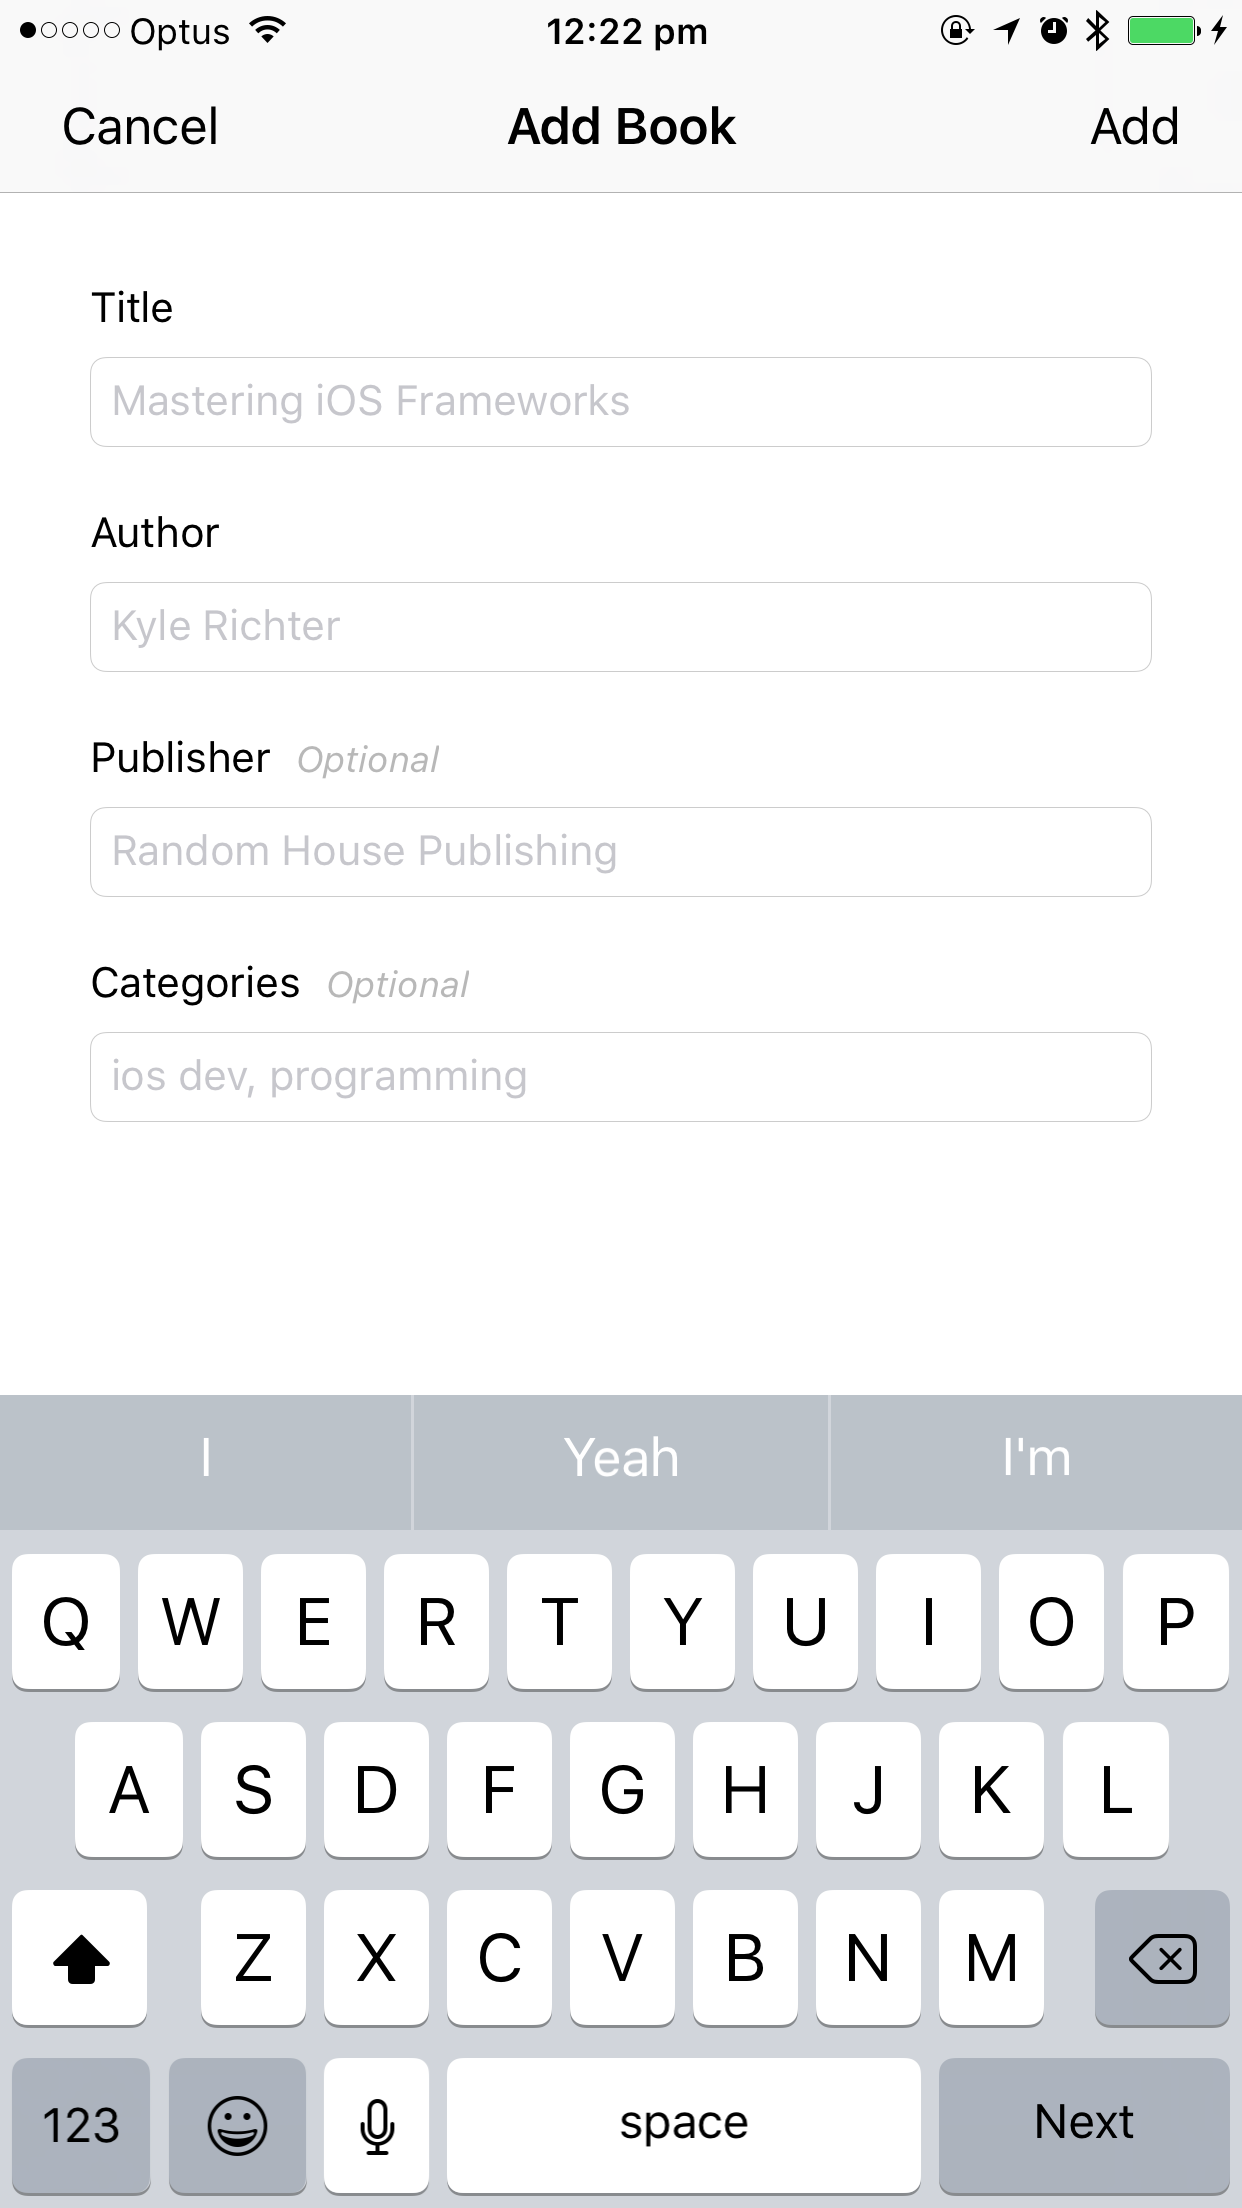 Optus 12:22 pm
Cancel Add Book Add
Title
Mastering iOS Frameworks
Author
Kyle Richter
Publisher Optional
Random House Publishing
Categories Optional
ios dev, programming
I Yeah I'm
Q W E R T Y U I O P
A S D F G H J K L
Z X C V B N M
123 space Next